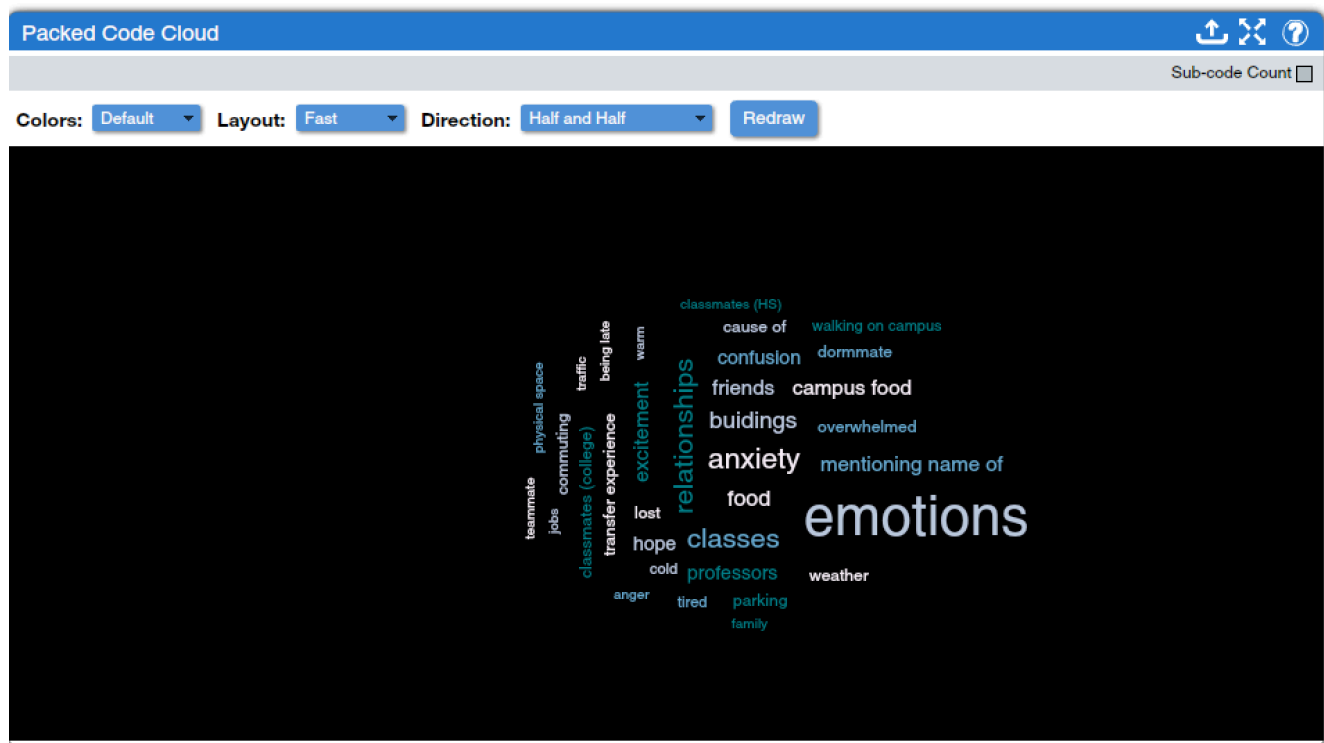 Packed Code Cloud
Sub-code Count
Colors: Default Layout: Fast Direction: Half and Half Redraw
classmates (HS)
cause of
walking on campus
confusion
dormmate
friends
campus food
buidings
overwhelmed
anxiety
mentioning name of
food
emotions
classes
professors
weather
parking
family
tired
anger
cold
hope
lost
relationships
excitement
warm
being late
transfer experience
traffic
classmates (college)
commuting
jobs
physical space
teammate